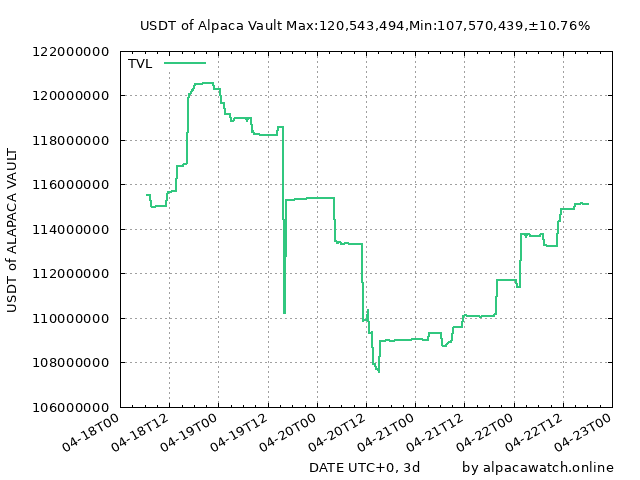 USDT of Alpaca Vault Max:120,543,494,Min:107,570,439,±10.76%
122000000
TVL
120000000
118000000
116000000
114000000
112000000
110000000
108000000
106000000
USDT of ALAPACA VAULT
04-18T00
04-18T12
04-19T00
04-19T12
04-20T00
04-20T12
04-21T00
04-21T12
04-22T00
04-22T12
04-23T00
DATE UTC+0, 3d
by alpacawatch.online